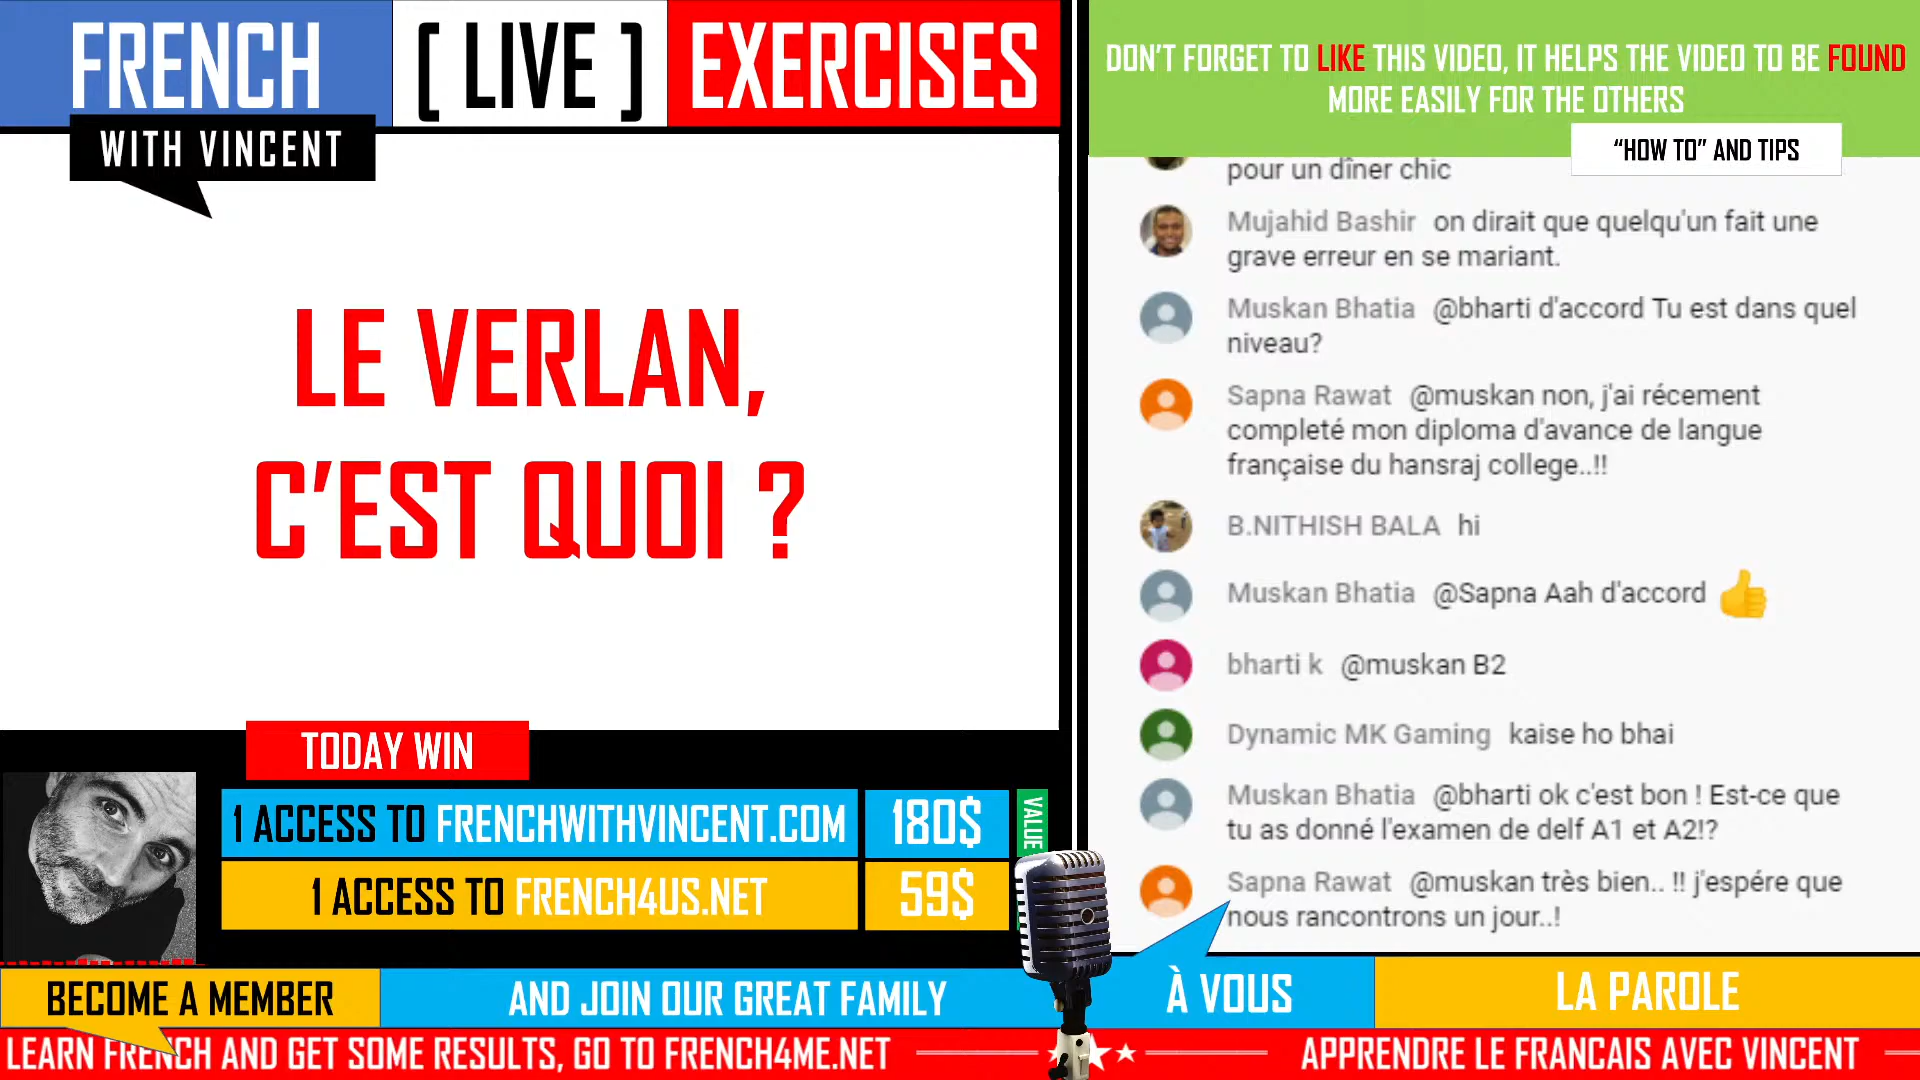 FRENCH
[ LIVE ]
EXERCISES
WITH VINCENT
LE VERLAN,
C’EST QUOI ?
TODAY WIN
1 ACCESS TO FRENCHWITHVINCENT.COM
180$
VALUE
1 ACCESS TO FRENCH4US.NET
59$
BECOME A MEMBER
AND JOIN OUR GREAT FAMILY
LEARN FRENCH AND GET SOME RESULTS, GO TO FRENCH4ME.NET
DON’T FORGET TO LIKE THIS VIDEO, IT HELPS THE VIDEO TO BE FOUND
MORE EASILY FOR THE OTHERS
“HOW TO” AND TIPS
pour un dîner chic
Mujahid Bashir on dirait que quelqu'un fait une
grave erreur en se mariant.
Muskan Bhatia @bharti d'accord Tu est dans quel
niveau?
Sapna Rawat @muskan non, j'ai récement
completé mon diploma d'avance de langue
française du hansraj college..!!
B.NITHISH BALA hi
Muskan Bhatia @Sapna Aah d'accord 👍
bharti k @muskan B2
Dynamic MK Gaming kaise ho bhai
Muskan Bhatia @bharti ok c'est bon ! Est-ce que
tu as donné l'examen de delf A1 et A2!?
Sapna Rawat @muskan très bien.. !! j'espére que
nous rancontrons un jour..!
À VOUS
LA PAROLE
APPRENDRE LE FRANCAIS AVEC VINCENT